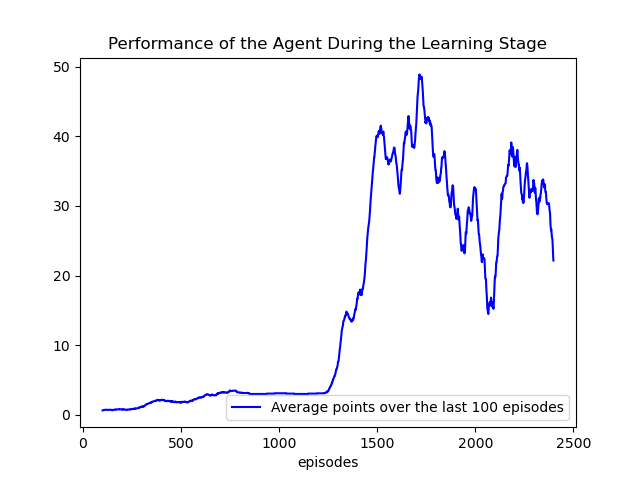 Performance of the Agent During the Learning Stage
50
40
30
20
10
0
Average points over the last 100 episodes
0 500 1000 1500 2000 2500
episodes